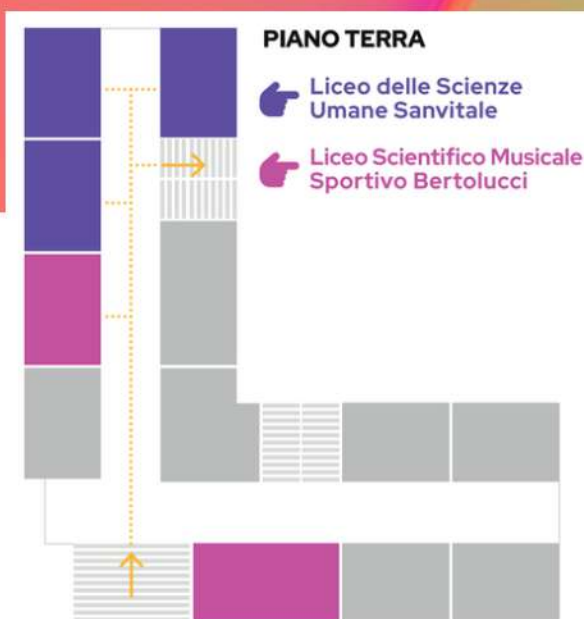 PIANO TERRA
Liceo delle Scienze
Umane Sanvitale
Liceo Scientifico Musicale
Sportivo Bertolucci